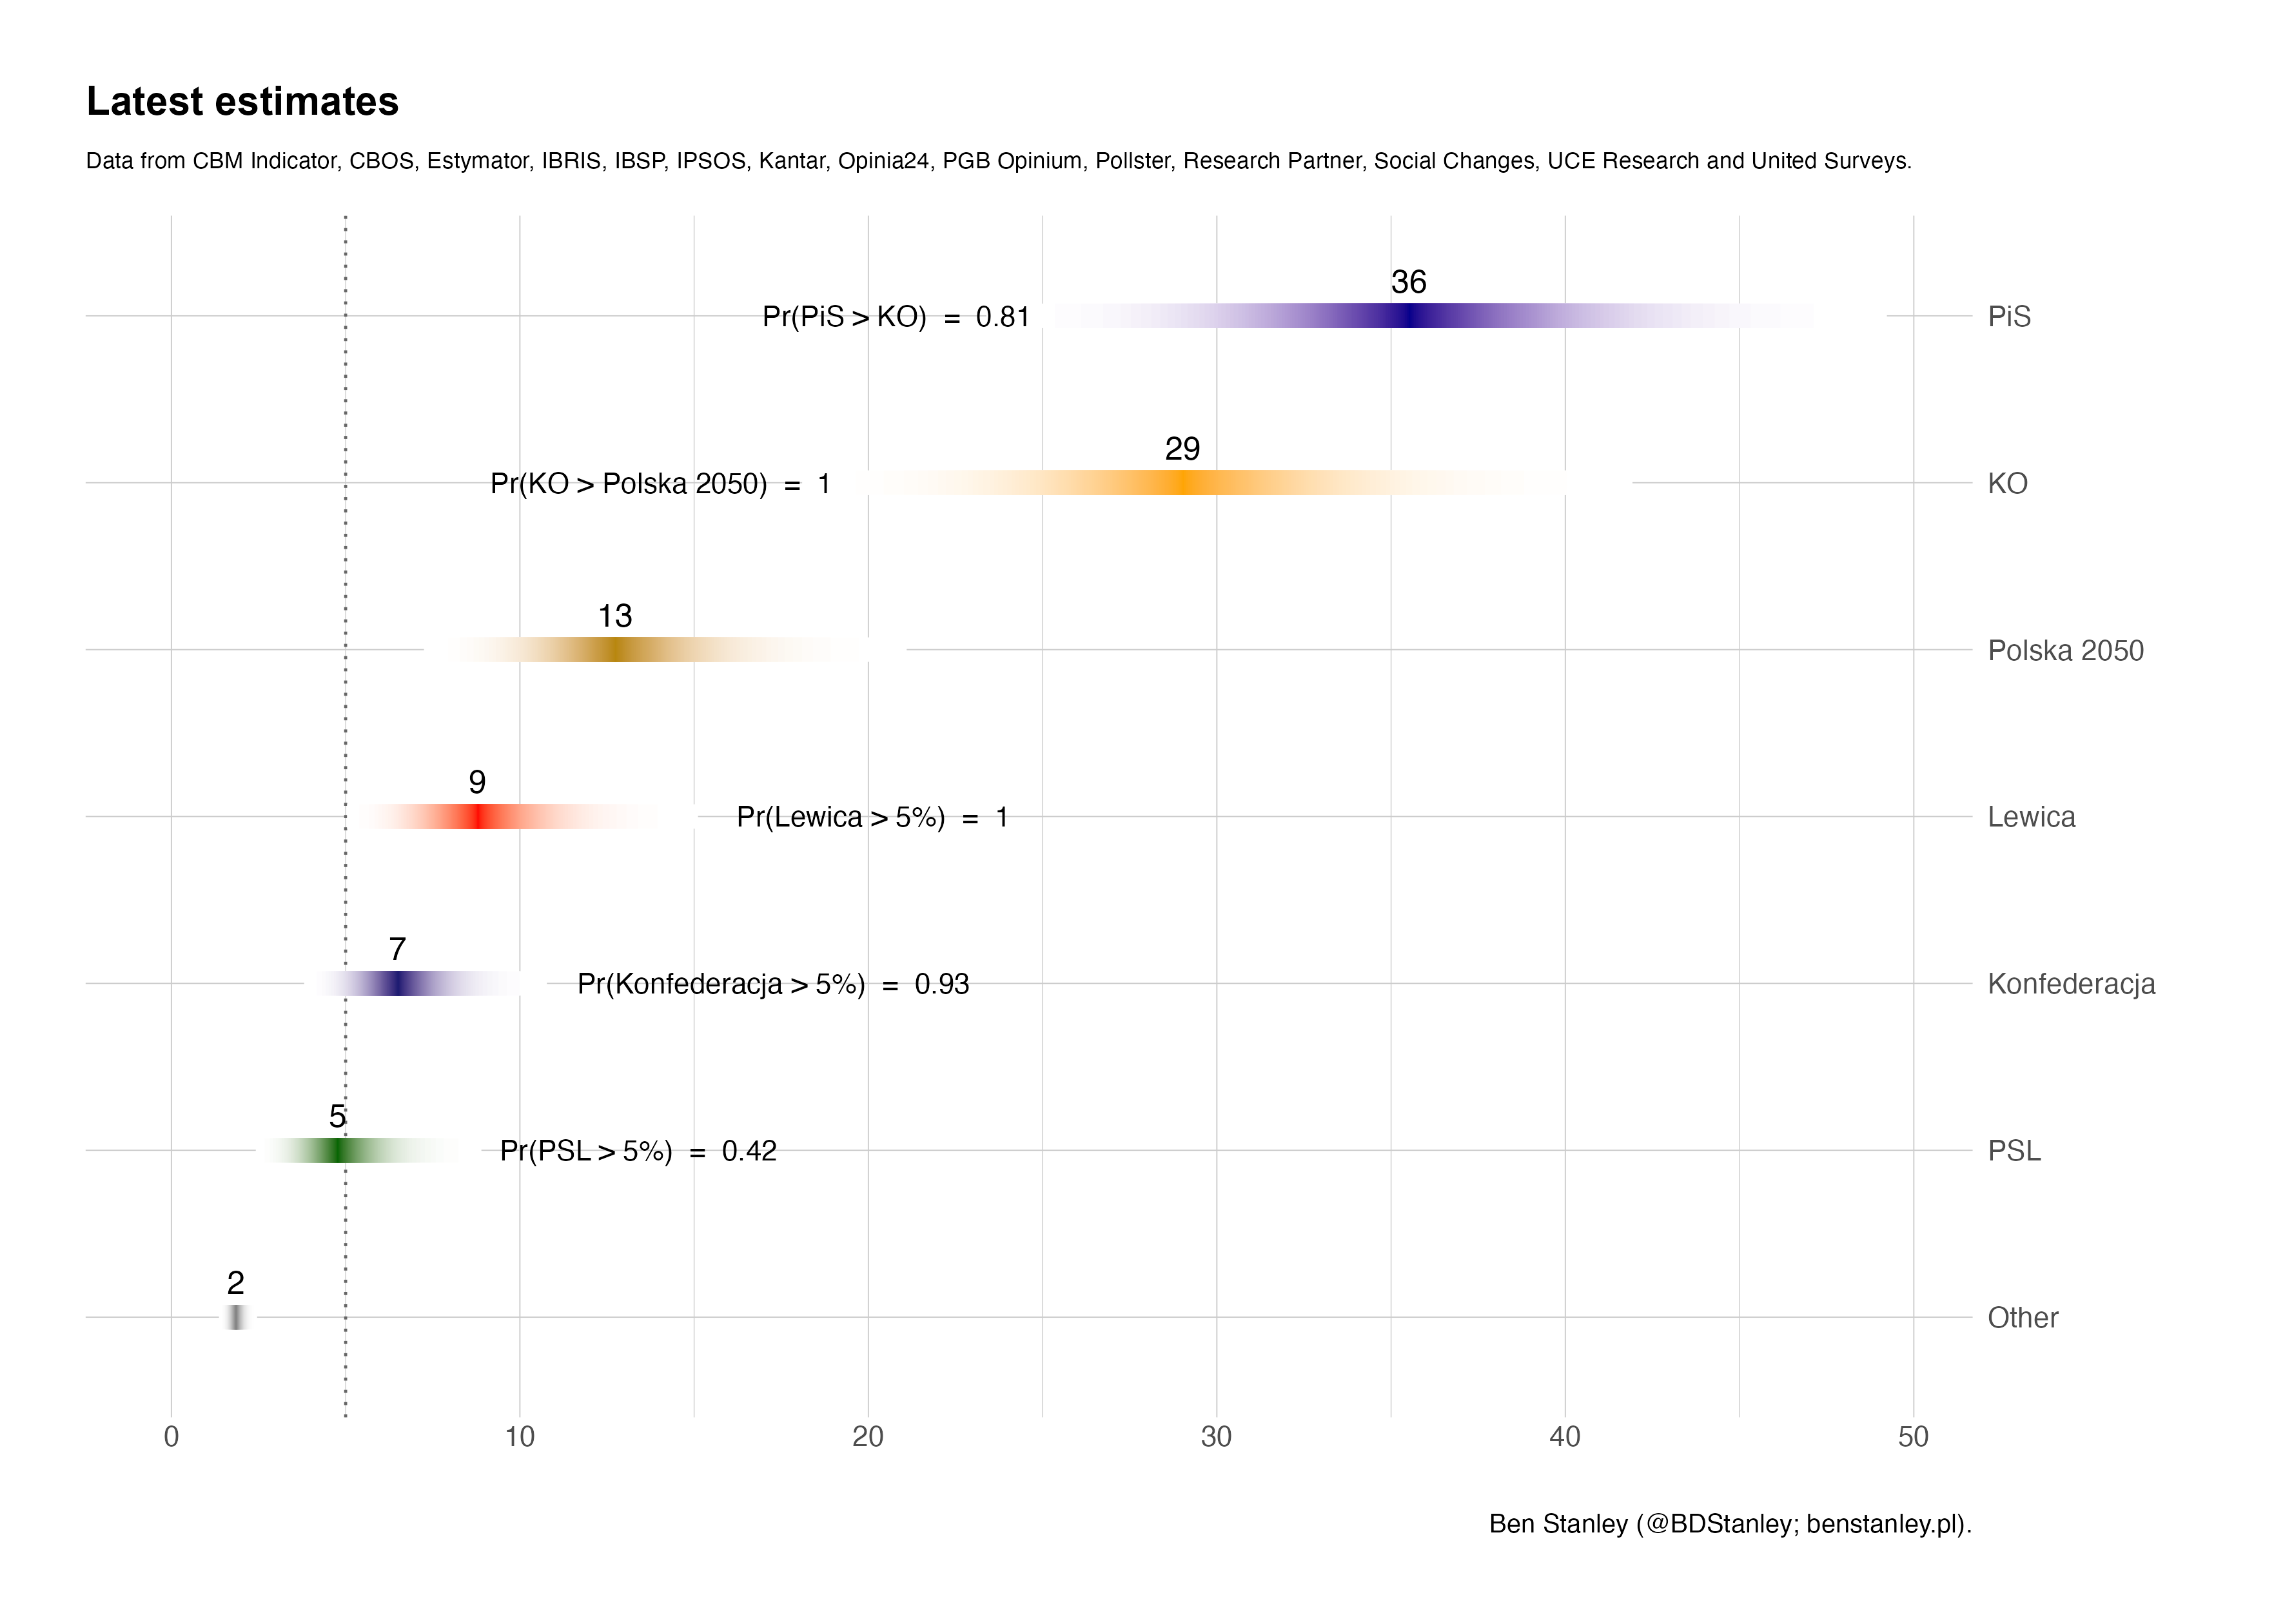 Latest estimates
Data from CBM Indicator, CBOS, Estymator, IBRIS, IBSP, IPSOS, Kantar, Opinia24, PGB Opinium, Pollster, Research Partner, Social Changes, UCE Research and United Surveys.
36
Pr(PiS > KO) = 0.81
PiS
29
Pr(KO > Polska 2050) = 1
KO
13
Polska 2050
9
Pr(Lewica > 5%) = 1
Lewica
7
Pr(Konfederacja > 5%) = 0.93
Konfederacja
5
Pr(PSL > 5%) = 0.42
PSL
2
Other
0 10 20 30 40 50
Ben Stanley (@BDStanley; benstanley.pl).